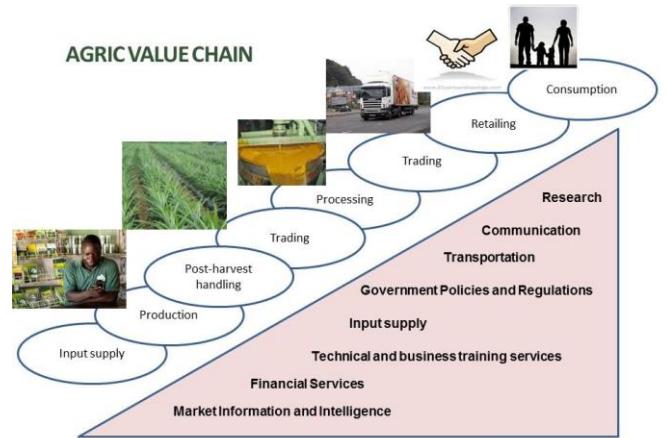 AGRIC VALUE CHAIN
Consumption
Retailing
Trading
Processing
Trading
Post-harvest
handling
Production
Input supply
Research
Communication
Transportation
Government Policies and Regulations
Input supply
Technical and business training services
Financial Services
Market Information and Intelligence